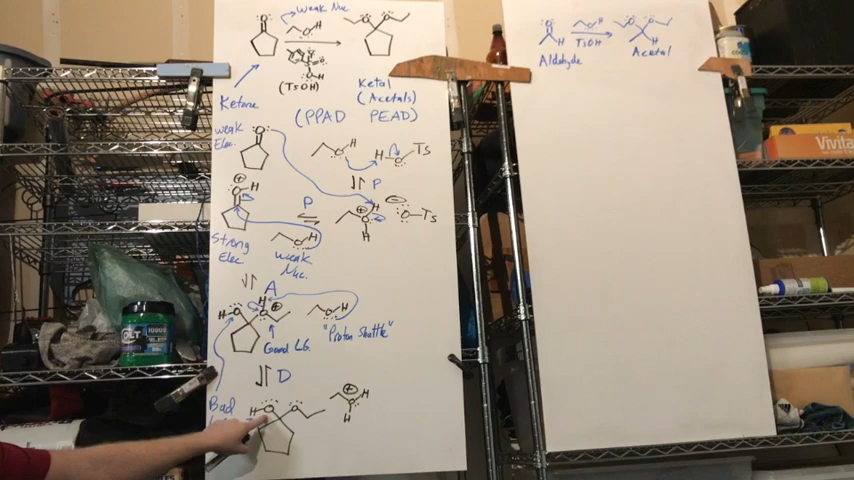 Weak Nuc
(TsOH)
Ketone
Ketal
(Acetals)
(PPAD PEAD)
weak
Elec.
H
Ts
P
H
P
H
O-Ts
H
H
Strong
Elec
weak
Nuc.
A
H
H
H
Good LG.
"Proton Shuttle"
D
Bad
H
H
H
O
H
TsOH
H
Aldehyde
Acetal
Vita